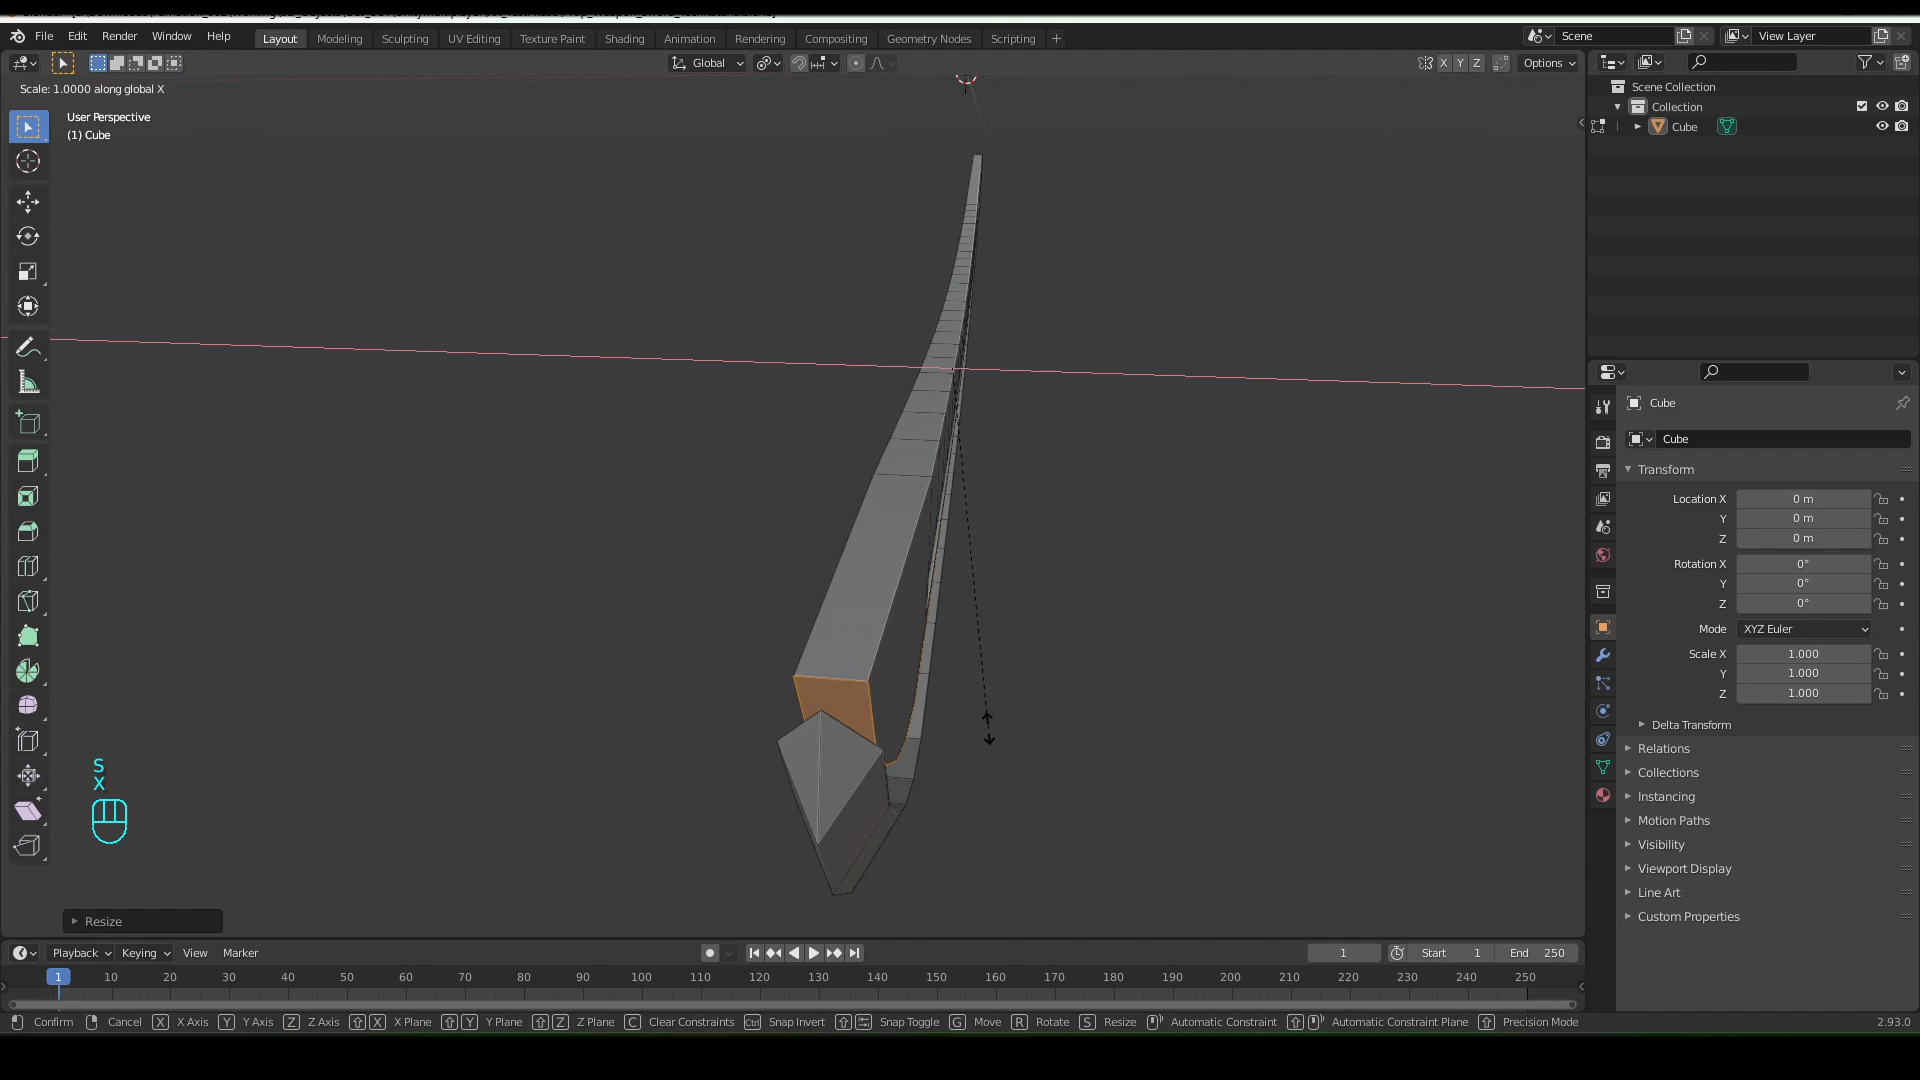 File Edit Render Window Help
Layout Modeling Sculpting UV Editing Texture Paint Shading Animation Rendering Compositing Geometry Nodes Scripting
Scene
View Layer
Global
X Y Z
Options
Scale: 1.0000 along global X
User Perspective
(1) Cube
Scene Collection
Collection
Cube
Cube
Cube
Transform
Location X 0 m
Y 0 m
Z 0 m
Rotation X 0°
Y 0°
Z 0°
Mode XYZ Euler
Scale X 1.000
Y 1.000
Z 1.000
Delta Transform
Relations
Collections
Instancing
Motion Paths
Visibility
Viewport Display
Line Art
Custom Properties
S
X
Resize
Playback Keying View Marker
1 Start 1 End 250
1 10 20 30 40 50 60 70 80 90 100 110 120 130 140 150 160 170 180 190 200 210 220 230 240 250
Confirm Cancel X X Axis Y Y Axis Z Z Axis X X Plane Y Y Plane Z Z Plane C Clear Constraints Ctrl Snap Invert Snap Toggle G Move R Rotate S Resize Automatic Constraint Automatic Constraint Plane Precision Mode 2.93.0